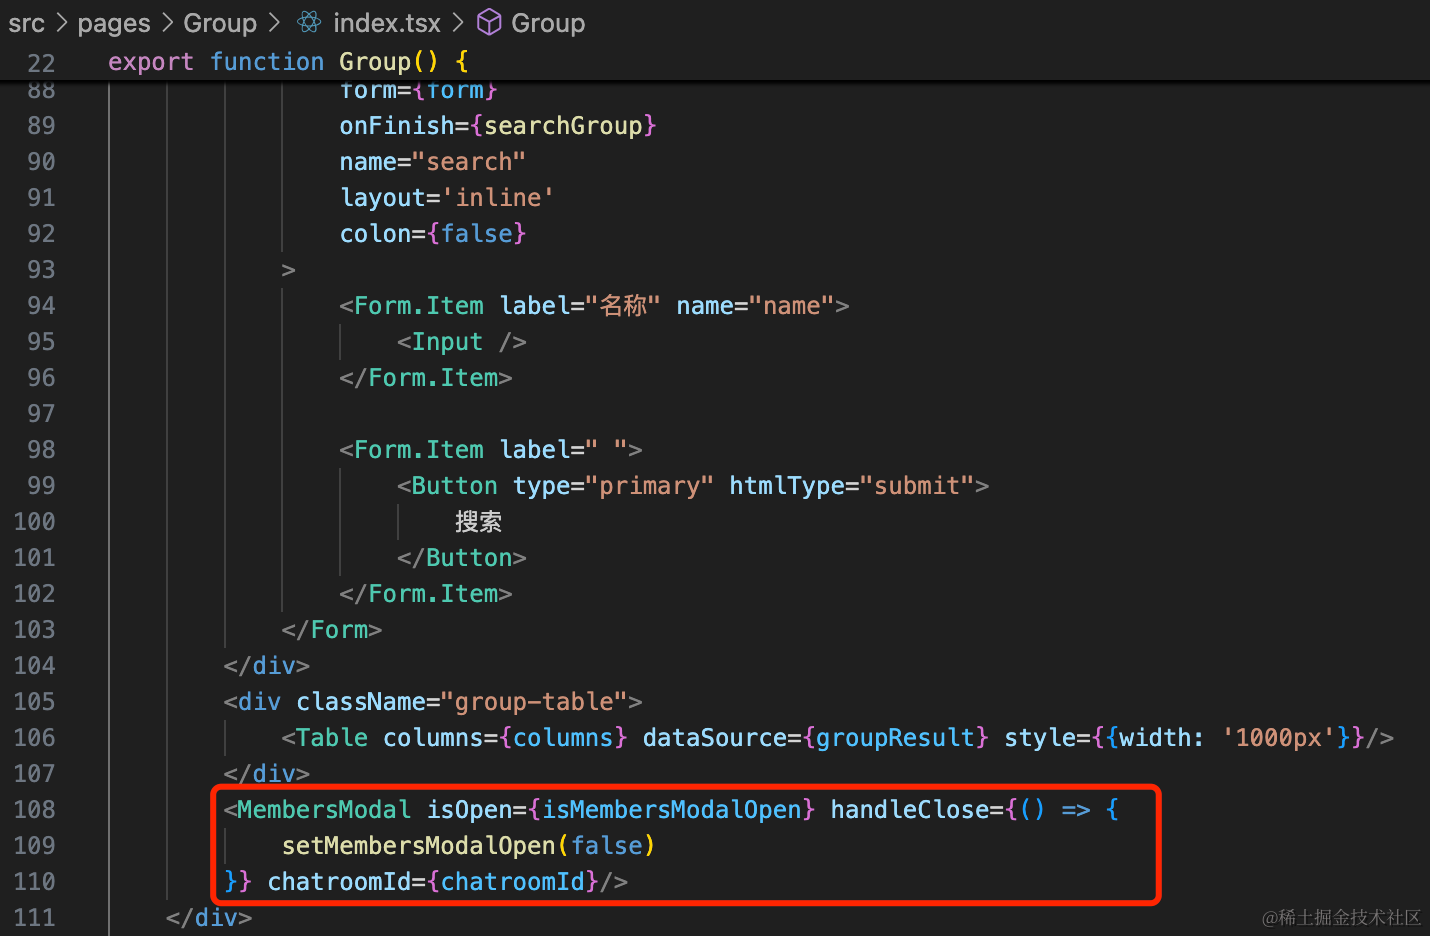 src > pages > Group > index.tsx > Group
22 export function Group() {
88 form={form}
89 onFinish={searchGroup}
90 name="search"
91 layout='inline'
92 colon={false}
93 >
94 <Form.Item label="名称" name="name">
95 <Input />
96 </Form.Item>
97
98 <Form.Item label=" ">
99 <Button type="primary" htmlType="submit">
100 搜索
101 </Button>
102 </Form.Item>
103 </Form>
104 </div>
105 <div className="group-table">
106 <Table columns={columns} dataSource={groupResult} style={{width: '1000px'}}/>
107 </div>
108 <MembersModal isOpen={isMembersModalOpen} handleClose={() => {
109 setMembersModalOpen(false)
110 }} chatroomId={chatroomId}/>
111 </div>
@稀土掘金技术社区